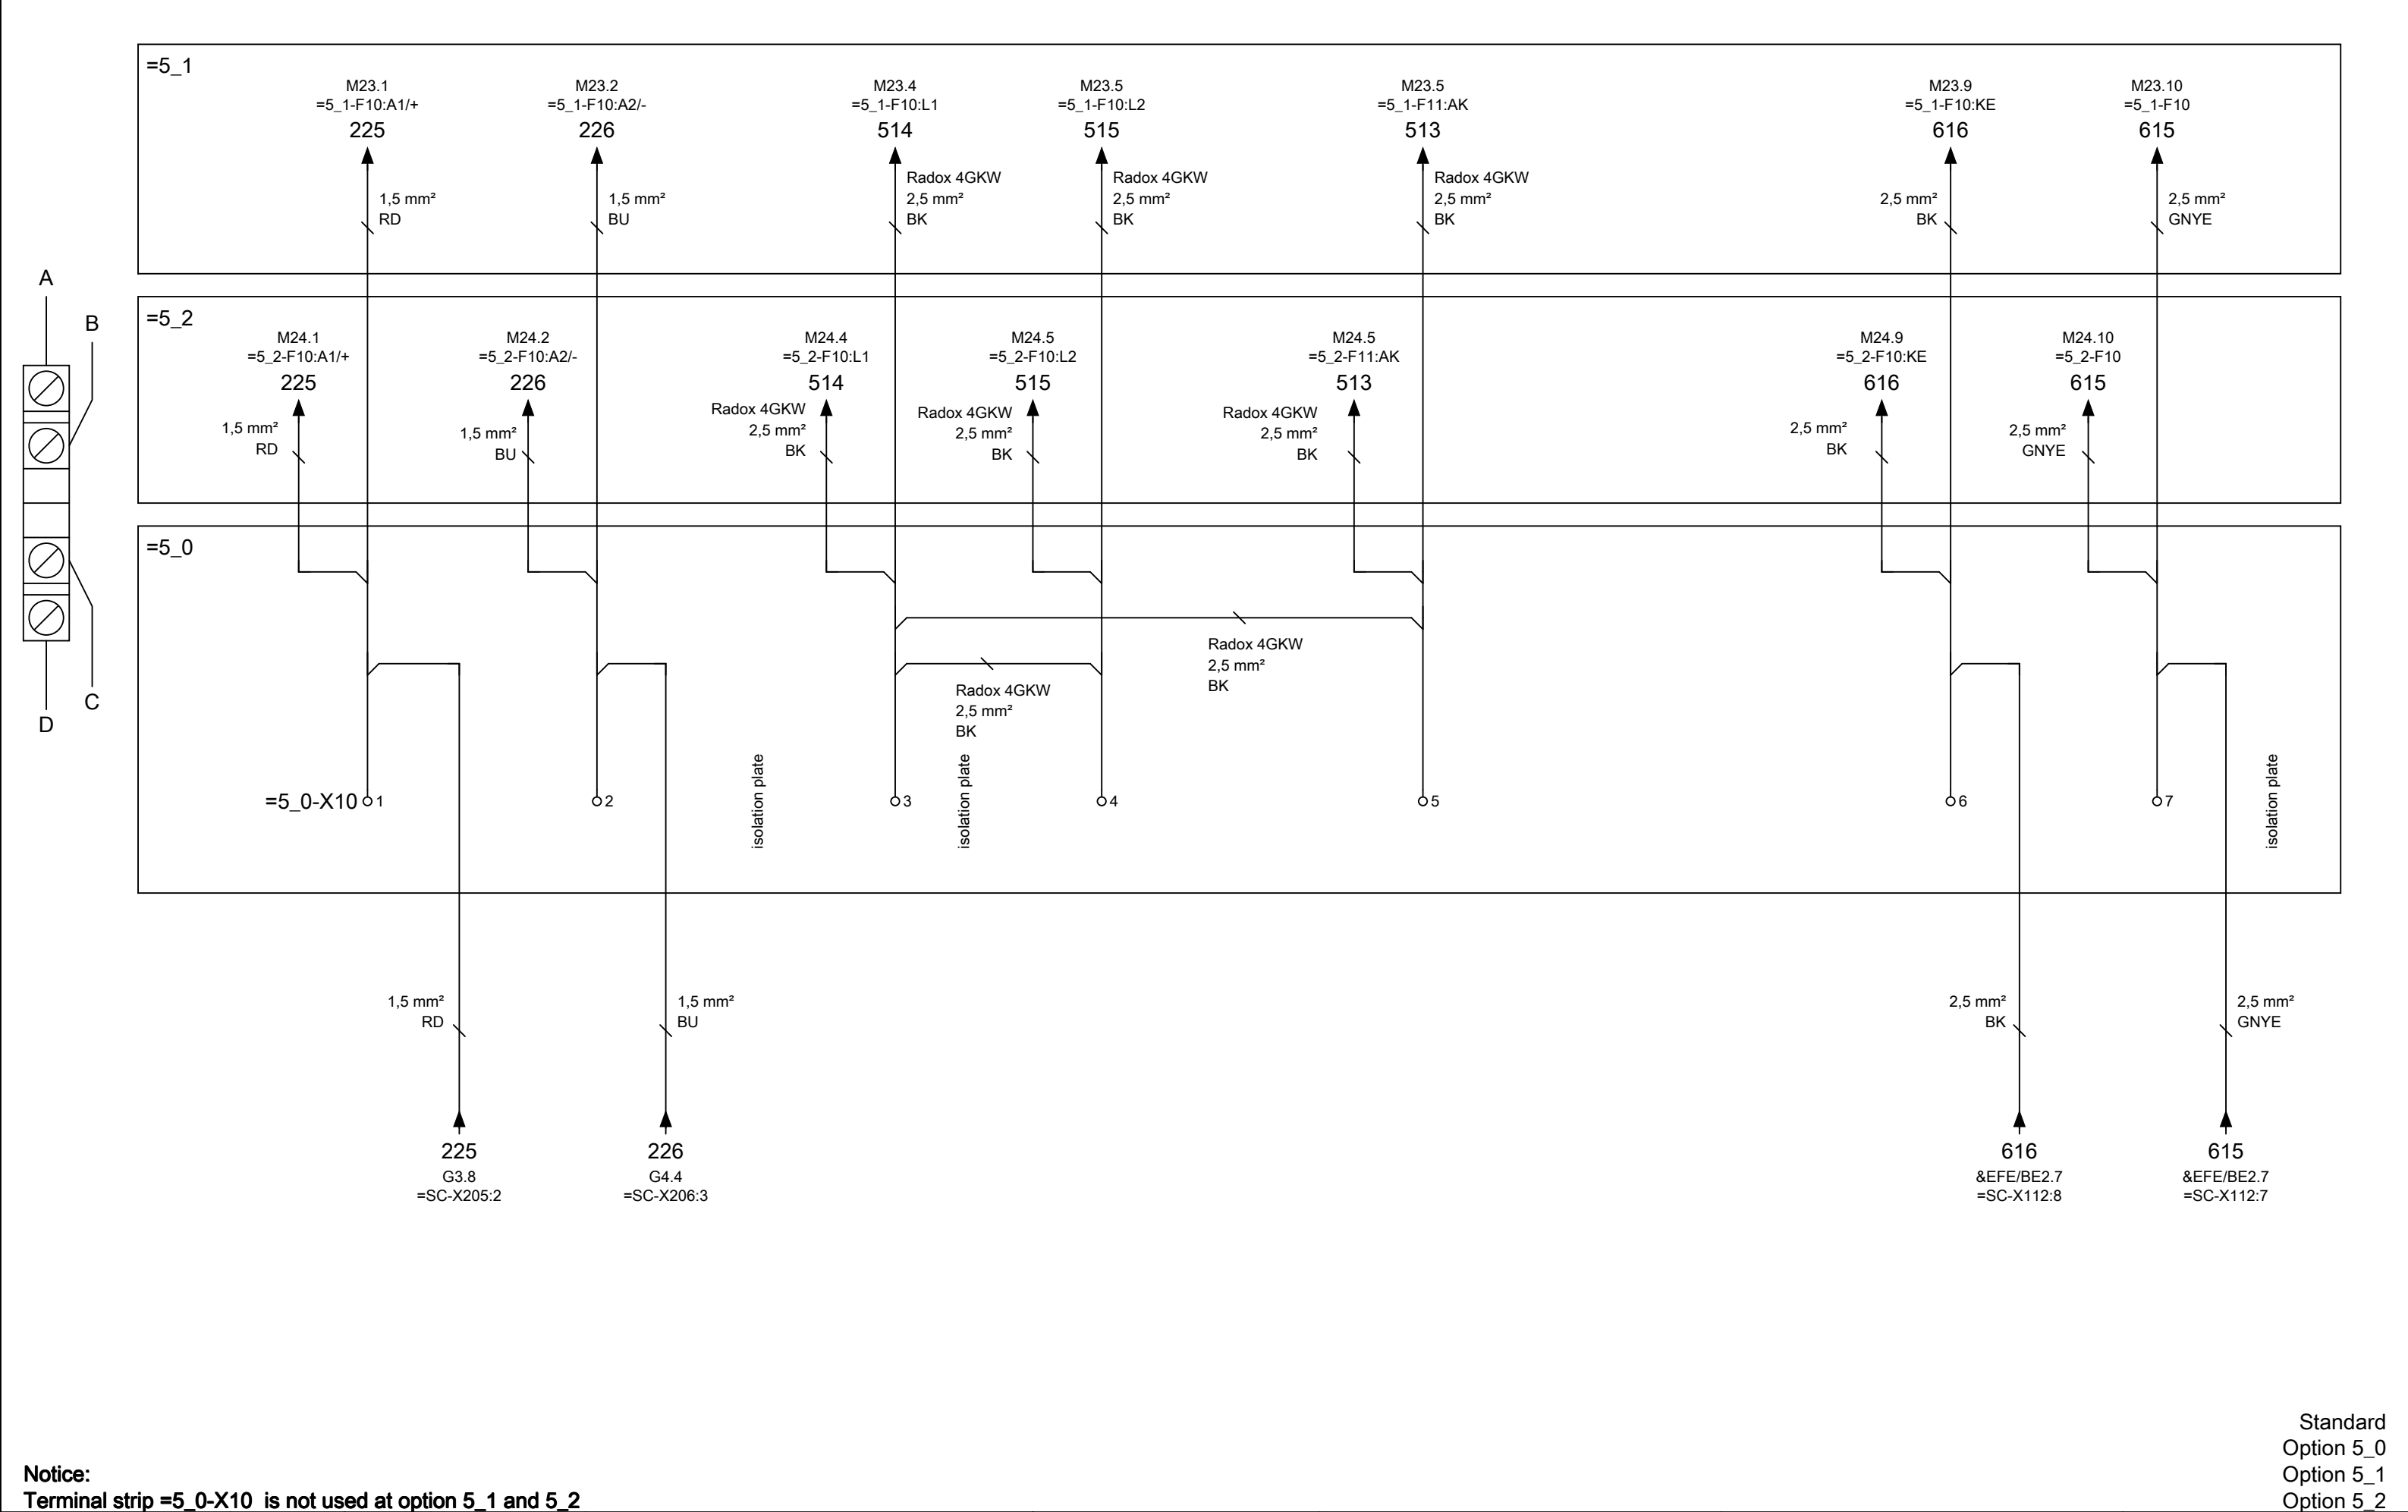 =5_1
M23.1
=5_1-F10:A1/+
225
M23.2
=5_1-F10:A2/-
226
M23.4
=5_1-F10:L1
514
M23.5
=5_1-F10:L2
515
M23.5
=5_1-F11:AK
513
M23.9
=5_1-F10:KE
616
M23.10
=5_1-F10
615
1,5 mm²
RD
1,5 mm²
BU
Radox 4GKW
2,5 mm²
BK
Radox 4GKW
2,5 mm²
BK
Radox 4GKW
2,5 mm²
BK
2,5 mm²
BK
2,5 mm²
GNYE
A
B
C
D
=5_2
M24.1
=5_2-F10:A1/+
225
M24.2
=5_2-F10:A2/-
226
M24.4
=5_2-F10:L1
514
M24.5
=5_2-F10:L2
515
M24.5
=5_2-F11:AK
513
M24.9
=5_2-F10:KE
616
M24.10
=5_2-F10
615
1,5 mm²
RD
1,5 mm²
BU
Radox 4GKW
2,5 mm²
BK
Radox 4GKW
2,5 mm²
BK
Radox 4GKW
2,5 mm²
BK
2,5 mm²
BK
2,5 mm²
GNYE
=5_0
Radox 4GKW
2,5 mm²
BK
Radox 4GKW
2,5 mm²
BK
=5_0-X10
1
2
isolation plate
3
isolation plate
4
5
6
7
isolation plate
1,5 mm²
RD
1,5 mm²
BU
2,5 mm²
BK
2,5 mm²
GNYE
225
G3.8
=SC-X205:2
226
G4.4
=SC-X206:3
616
&EFE/BE2.7
=SC-X112:8
615
&EFE/BE2.7
=SC-X112:7
Standard
Option 5_0
Option 5_1
Option 5_2
Notice:
Terminal strip =5_0-X10  is not used at option 5_1 and 5_2